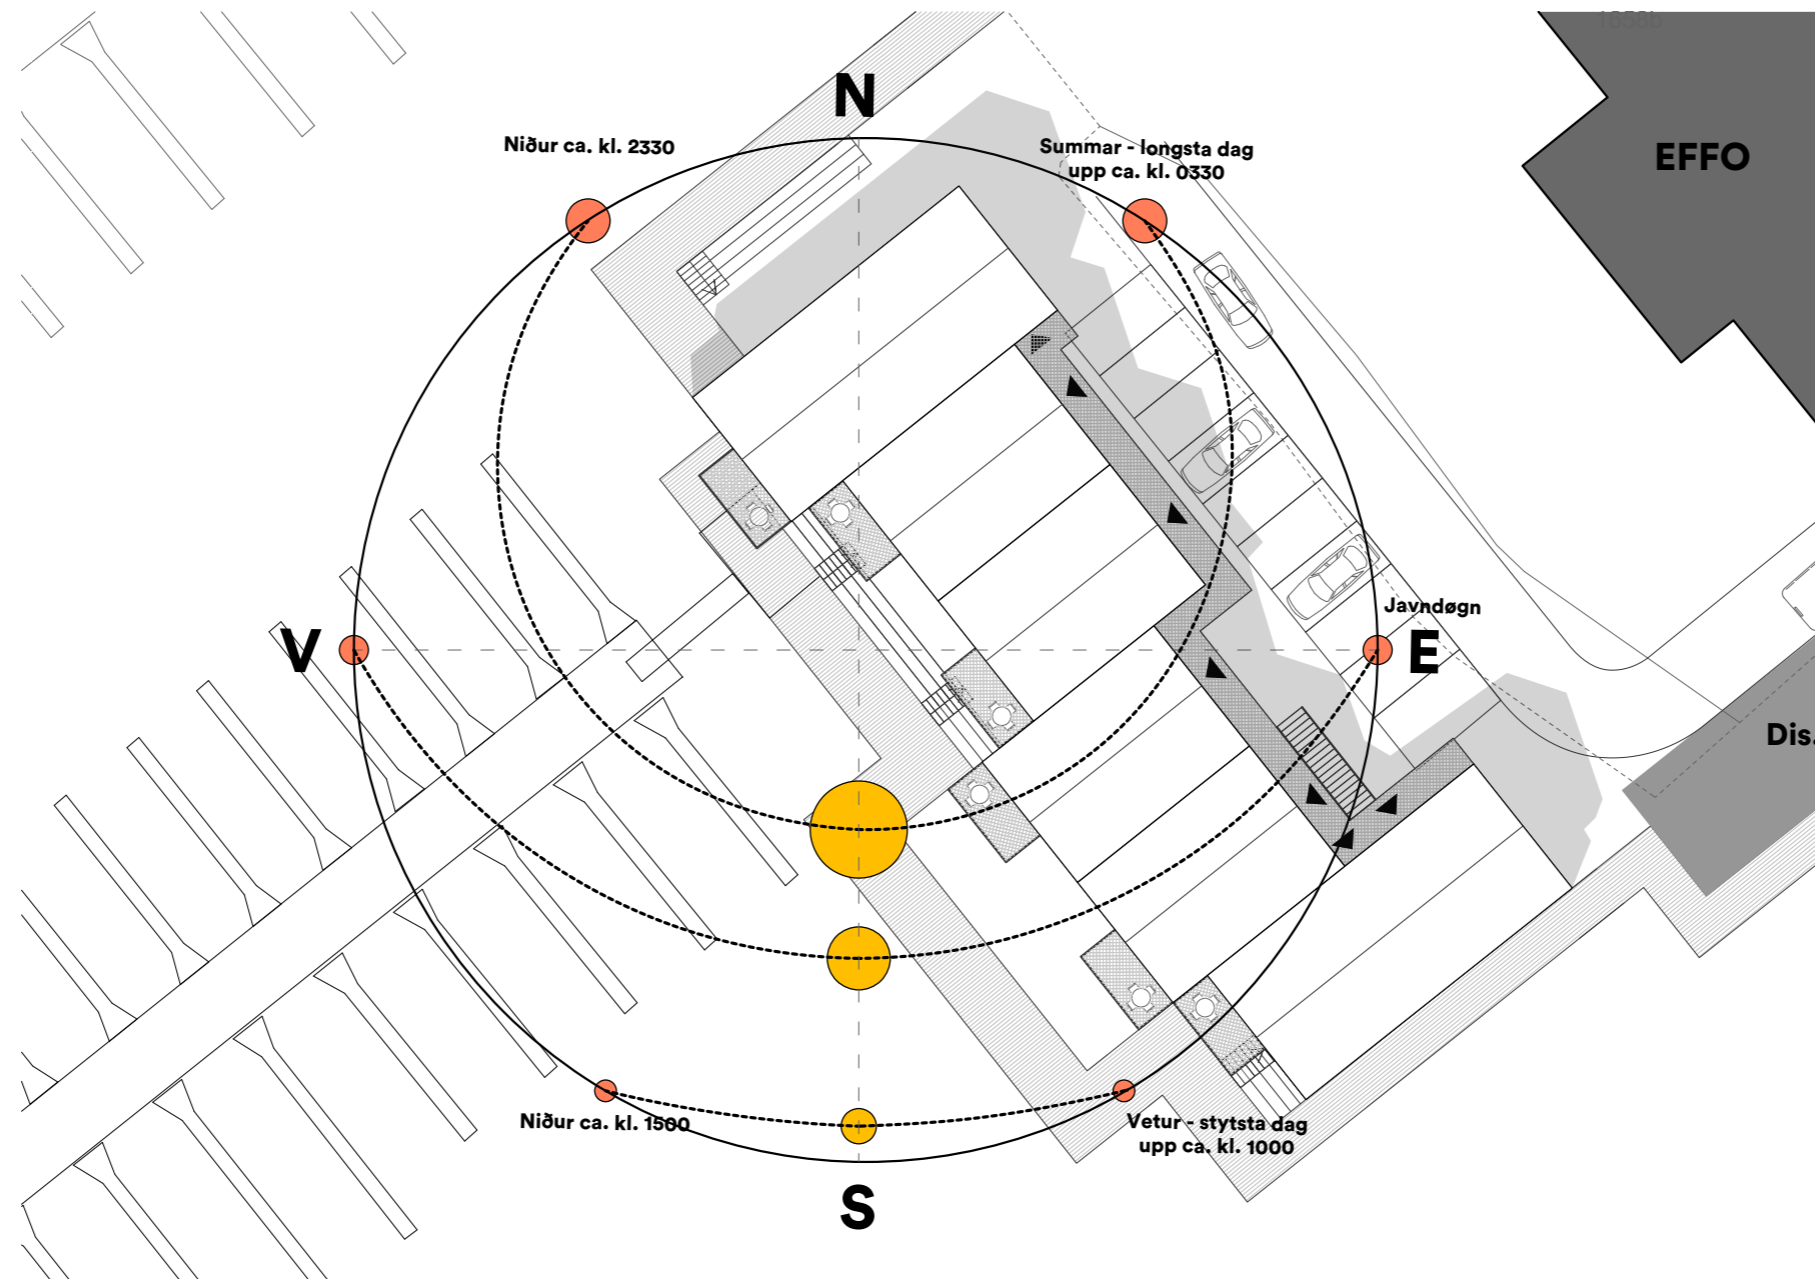 1658b
N
EFFO
Niður ca. kl. 2330
Summar - longsta dag
upp ca. kl. 0330
Javndøgn
V
E
Dis.
Niður ca. kl. 1500
Vetur - stytsta dag
upp ca. kl. 1000
S